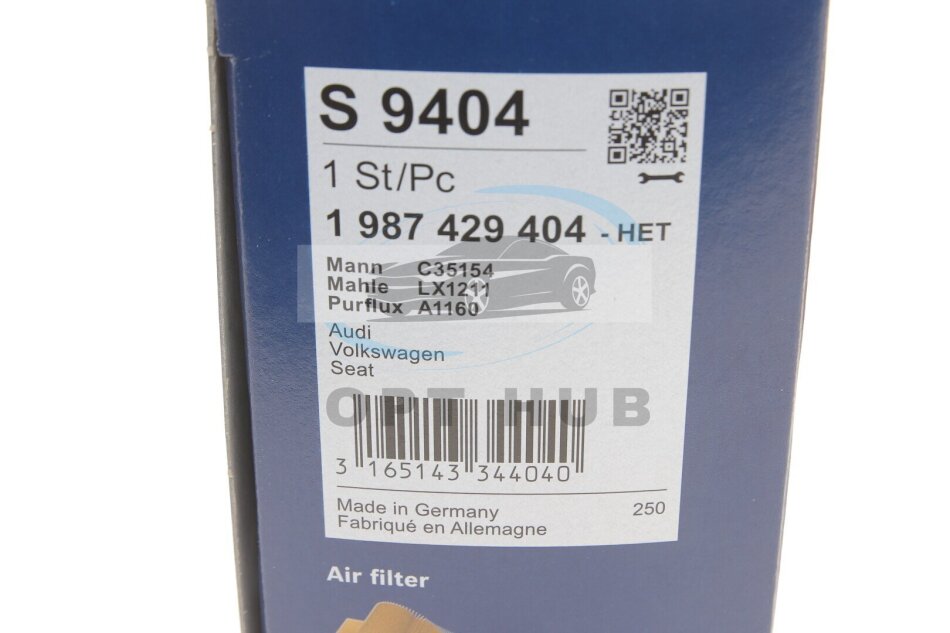 S 9404
1 St/Pc
1 987 429 404 - HET
Mann C35154
Mahle LX1211
Purflux A1160
Audi
Volkswagen
Seat
OPT HUB
3 165143 344040
Made in Germany 250
Fabriqué en Allemagne
Air filter